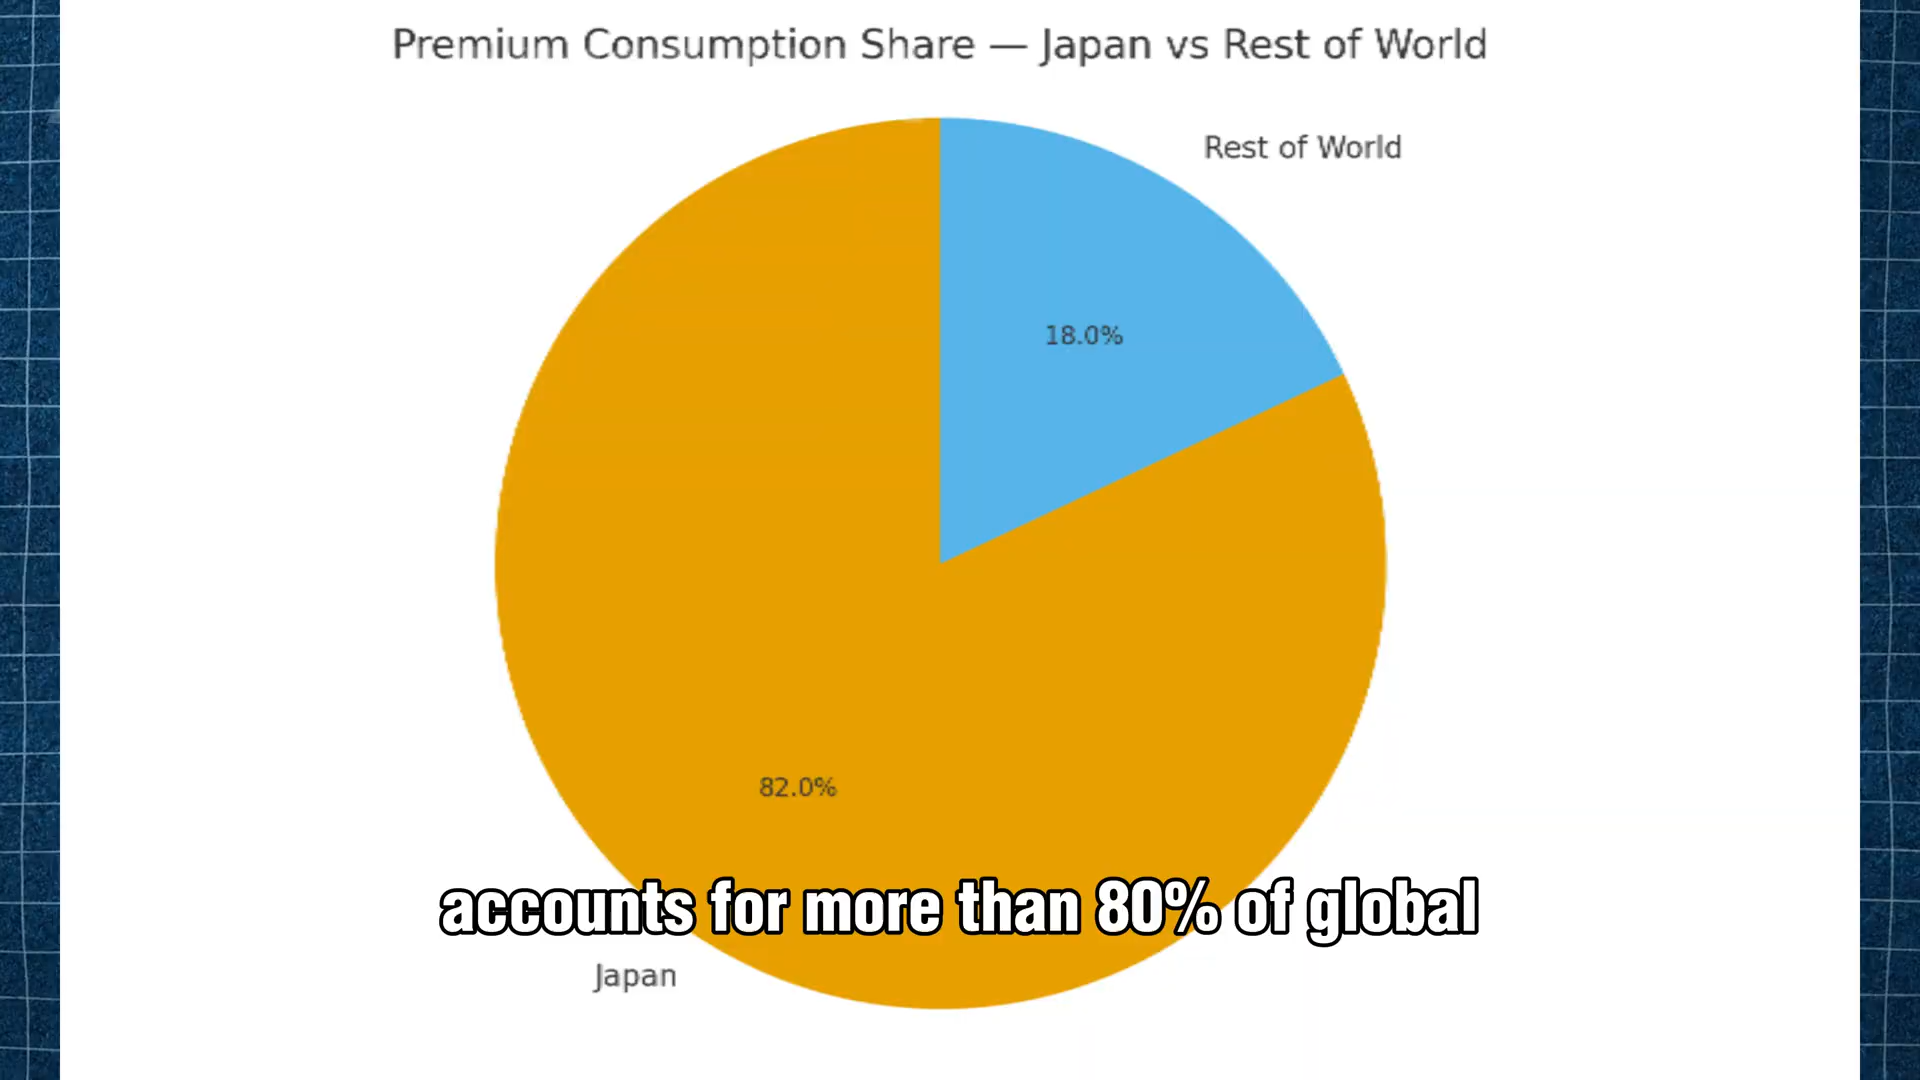 Premium Consumption Share — Japan vs Rest of World
Rest of World
18.0%
82.0%
accounts for more than 80% of global
Japan